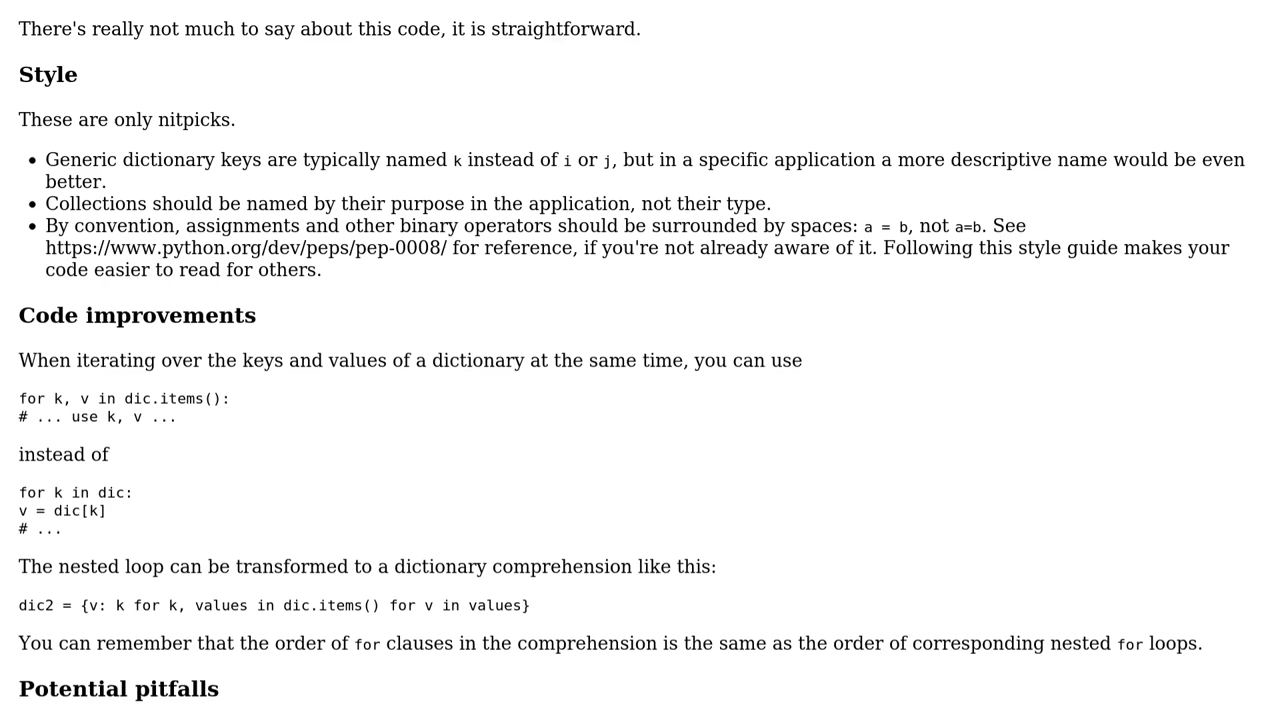 There's really not much to say about this code, it is straightforward.
Style
These are only nitpicks.
• Generic dictionary keys are typically named k instead of i or j, but in a specific application a more descriptive name would be even
better.
• Collections should be named by their purpose in the application, not their type.
• By convention, assignments and other binary operators should be surrounded by spaces: a = b, not a=b. See
https://www.python.org/dev/peps/pep-0008/ for reference, if you're not already aware of it. Following this style guide makes your
code easier to read for others.
Code improvements
When iterating over the keys and values of a dictionary at the same time, you can use
for k, v in dic.items():
# ... use k, v ...
instead of
for k in dic:
v = dic[k]
# ...
The nested loop can be transformed to a dictionary comprehension like this:
dic2 = {v: k for k, values in dic.items() for v in values}
You can remember that the order of for clauses in the comprehension is the same as the order of corresponding nested for loops.
Potential pitfalls